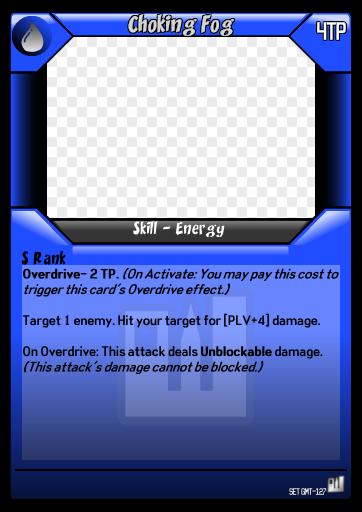 Choking Fog
4TP
Skill - Energy
S Rank
Overdrive- 2 TP. (On Activate: You may pay this cost to
trigger this card's Overdrive effect.)
Target 1 enemy. Hit your target for [PLV+4] damage.
On Overdrive: This attack deals Unblockable damage.
(This attack's damage cannot be blocked.)
SET GMT-127